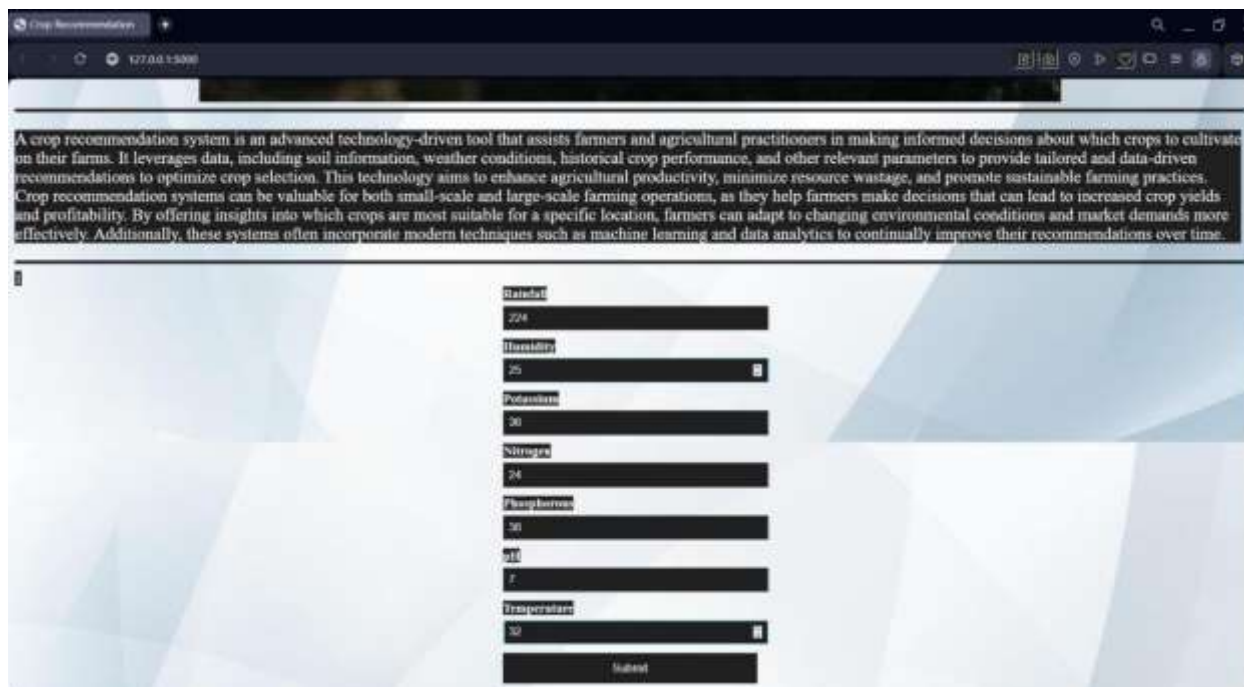 Crop Recommendation
127.0.0.1:5000
A crop recommendation system is an advanced technology-driven tool that assists farmers and agricultural practitioners in making informed decisions about which crops to cultivate
on their farms. It leverages data, including soil information, weather conditions, historical crop performance, and other relevant parameters to provide tailored and data-driven
recommendations to optimize crop selection. This technology aims to enhance agricultural productivity, minimize resource wastage, and promote sustainable farming practices.
Crop recommendation systems can be valuable for both small-scale and large-scale farming operations, as they help farmers make decisions that can lead to increased crop yields
and profitability. By offering insights into which crops are most suitable for a specific location, farmers can adapt to changing environmental conditions and market demands more
effectively. Additionally, these systems often incorporate modern techniques such as machine learning and data analytics to continually improve their recommendations over time.
Rainfall
224
Humidity
25
Potassium
Nitrogen
24
Phosphorous
pH
7
Temperature
32
Submit